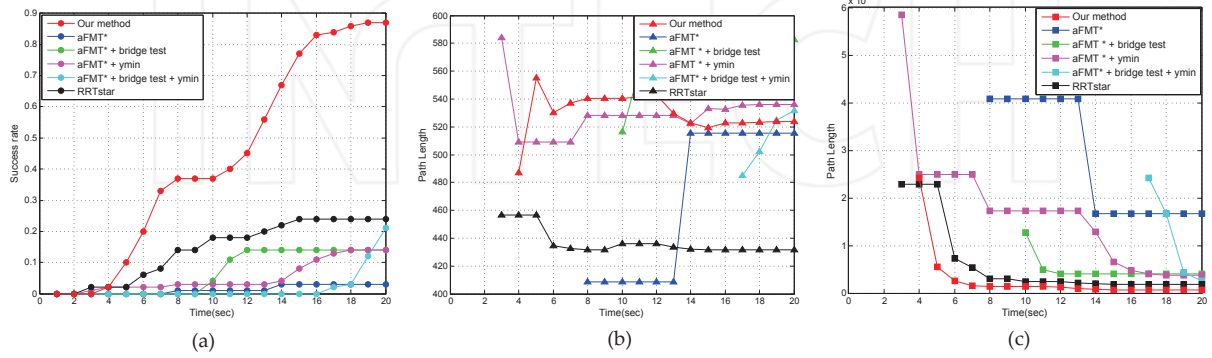 0.9
0.8
0.7
0.6
0.5
0.4
0.3
0.2
0.1
0
0 2 4 6 8 10 12 14 16 18 20
Success rate
Time(sec)
Our method
aFMT*
aFMT* + bridge test
aFMT* + ymin
aFMT* + bridge test + ymin
RRTstar
(a)
600
580
560
540
520
500
480
460
440
420
400
0 2 4 6 8 10 12 14 16 18 20
Path Length
Time(sec)
Our method
aFMT*
aFMT * + bridge test
aFMT * + ymin
aFMT * + bridge test + ymin
RRTstar
(b)
6
5
4
3
2
1
0
0 2 4 6 8 10 12 14 16 18 20
Path Length
Time(sec)
Our method
aFMT*
aFMT * + bridge test
aFMT * + ymin
aFMT* + bridge test + ymin
RRTstar
(c)